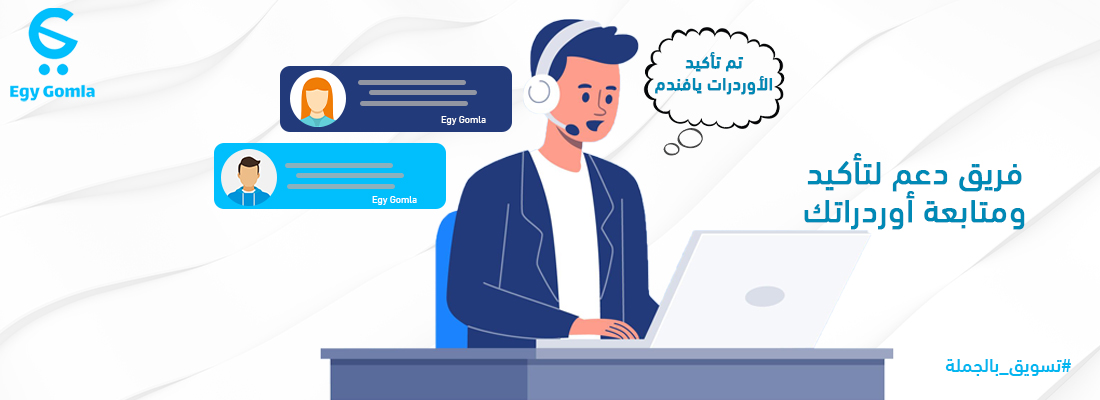 Egy Gomla
تم تأكيد
الأوردرات يافندم
Egy Gomla
Egy Gomla
فريق دعم لتأكيد
ومتابعة أوردراتك
#تسويق_بالجملة